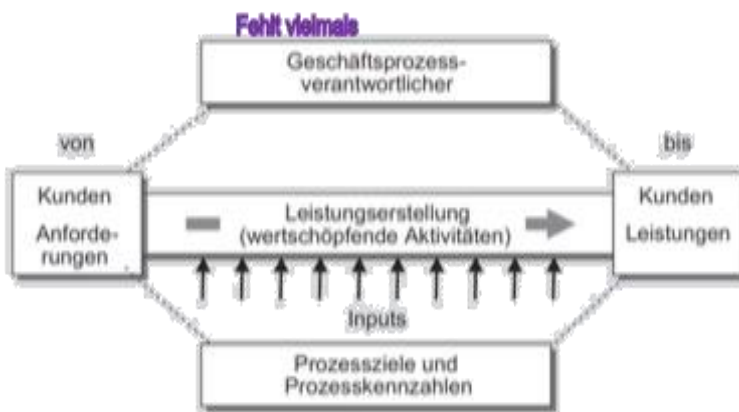 Fehlt vielmals
Geschäftsprozess-
verantwortlicher
von
bis
Kunden
Anforde-
rungen
Leistungserstellung
(wertschöpfende Aktivitäten)
Kunden
Leistungen
Inputs
Prozessziele und
Prozesskennzahlen